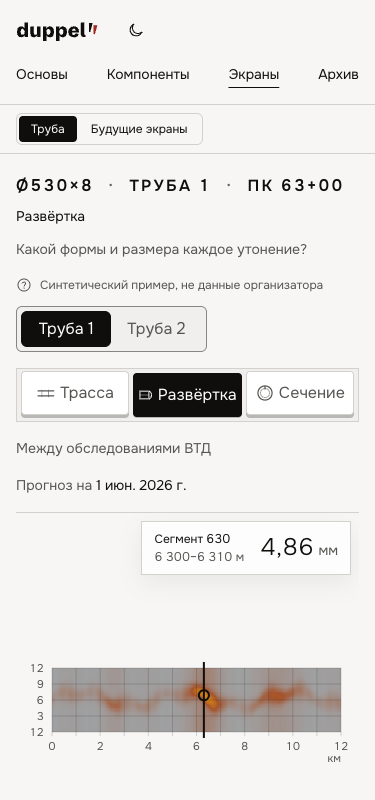 duppel
Основы Компоненты Экраны Архив
Труба Будущие экраны
Ø530×8 · ТРУБА 1 · ПК 63+00
Развёртка
Какой формы и размера каждое утонение?
Синтетический пример, не данные организатора
Труба 1 Труба 2
Трасса Развёртка Сечение
Между обследованиями ВТД
Прогноз на 1 июн. 2026 г.
Сегмент 630
6 300–6 310 м
4,86 мм
12
9
6
3
12
0 2 4 6 8 10 12
км